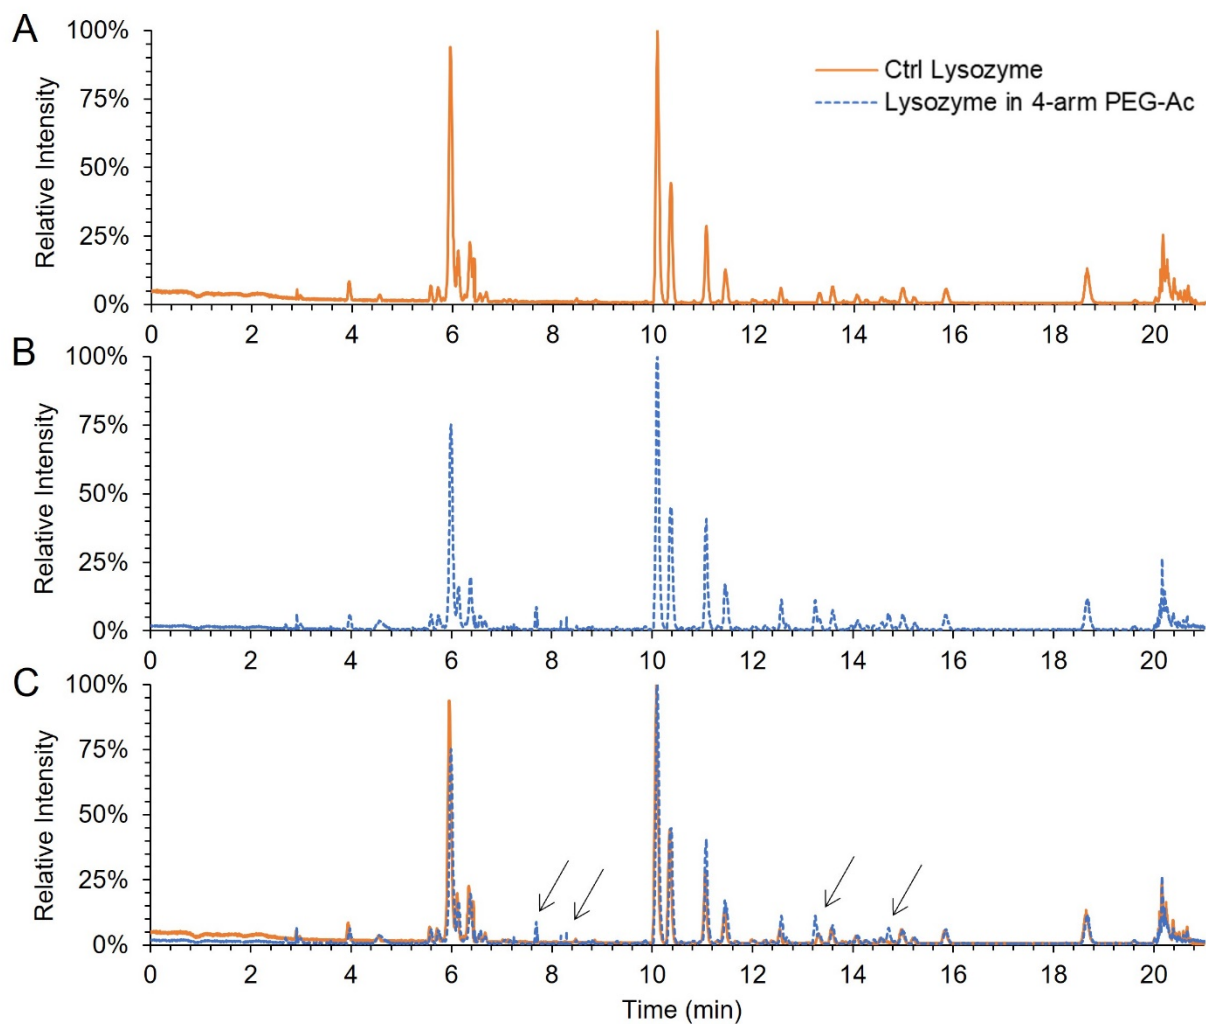 A
100%
75%
50%
25%
0%
Relative Intensity
Ctrl Lysozyme
Lysozyme in 4-arm PEG-Ac
0 2 4 6 8 10 12 14 16 18 20
B
100%
75%
50%
25%
0%
Relative Intensity
0 2 4 6 8 10 12 14 16 18 20
C
100%
75%
50%
25%
0%
Relative Intensity
0 2 4 6 8 10 12 14 16 18 20
Time (min)